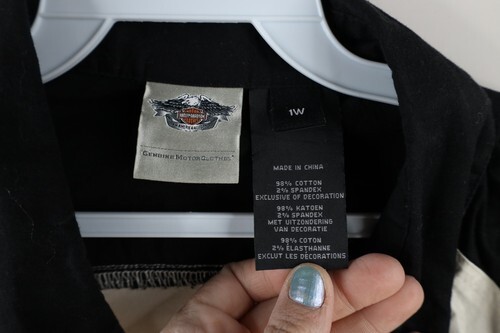 "GENUINE MOTORCLOTHES"
1W
MADE IN CHINA
98% COTTON
2% SPANDEX
EXCLUSIVE OF DECORATION
98% KATOEN
2% SPANDEX
MET UITZONDERING
VAN DECORATIE
98% COTON
2% ÉLASTHANNE
EXCLUT LES DÉCORATIONS